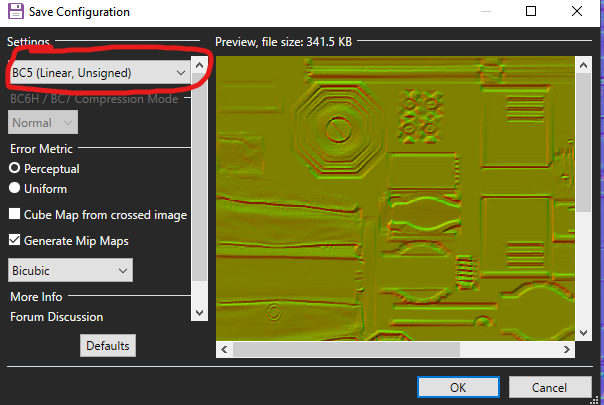 Save Configuration
Settings
Preview, file size: 341.5 KB
BC5 (Linear, Unsigned)
BC6H / BC7 Compression Mode
Normal
Error Metric
Perceptual
Uniform
Cube Map from crossed image
Generate Mip Maps
Bicubic
More Info
Forum Discussion
Defaults
OK
Cancel